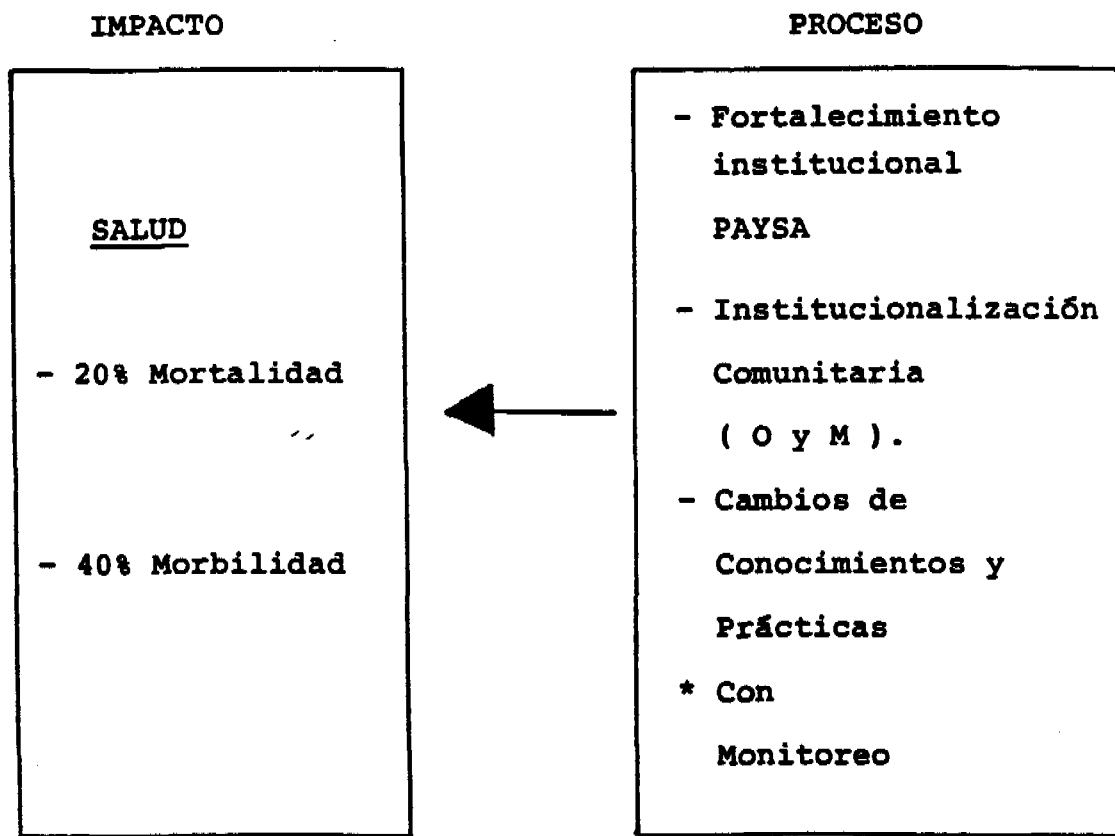 IMPACTO
SALUD
- 20% Mortalidad
- 40% Morbilidad
PROCESO
- Fortalecimiento
institucional
PAYSA
- Institucionalización
Comunitaria
( O y M ).
- Cambios de
Conocimientos y
Prácticas
* Con
Monitoreo